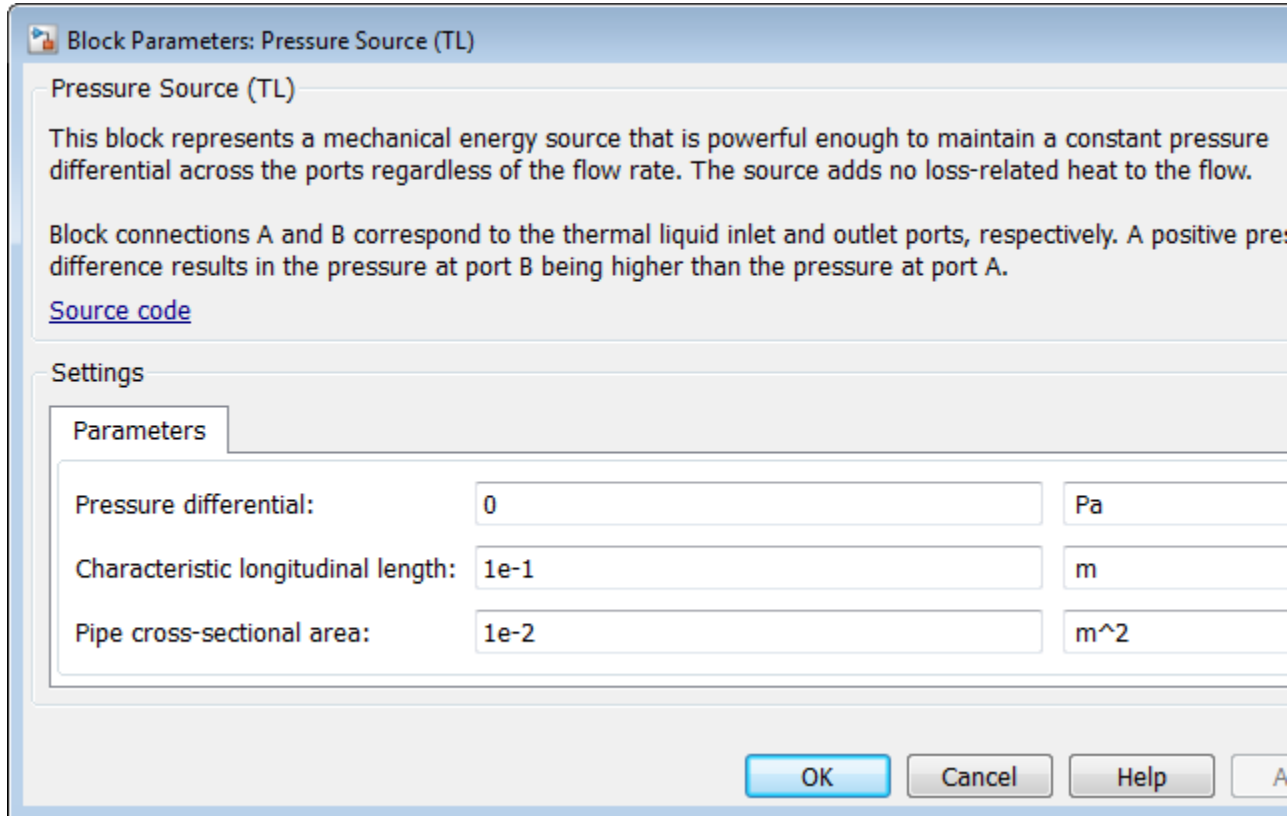 Block Parameters: Pressure Source (TL)
Pressure Source (TL)
This block represents a mechanical energy source that is powerful enough to maintain a constant pressure
differential across the ports regardless of the flow rate. The source adds no loss-related heat to the flow.
Block connections A and B correspond to the thermal liquid inlet and outlet ports, respectively. A positive
difference results in the pressure at port B being higher than the pressure at port A.
Source code
Settings
Parameters
Pressure differential: 0 Pa
Characteristic longitudinal length: 1e-1 m
Pipe cross-sectional area: 1e-2 m^2
OK Cancel Help